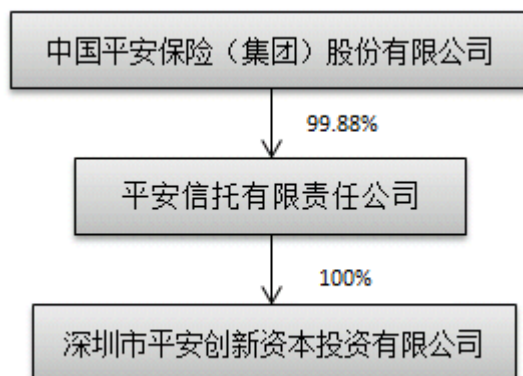 中国平安保险（集团）股份有限公司
99.88%
平安信托有限责任公司
100%
深圳市平安创新资本投资有限公司